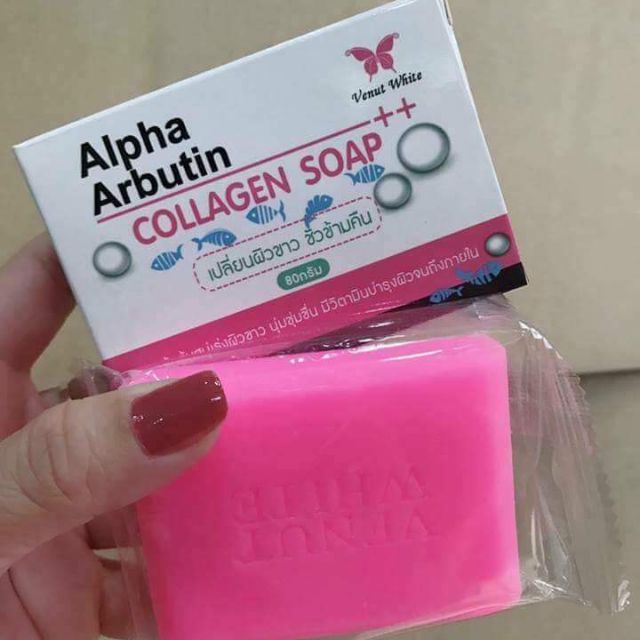 Venut White
Alpha
Arbutin
++
COLLAGEN SOAP
เปลี่ยนผิวขาว ชั่วข้ามคืน
80กรัม
นุ่มชุ่มชื่น มีวิตามินบำรุงผิวจนถึงภายใน
VENUT
WHITE